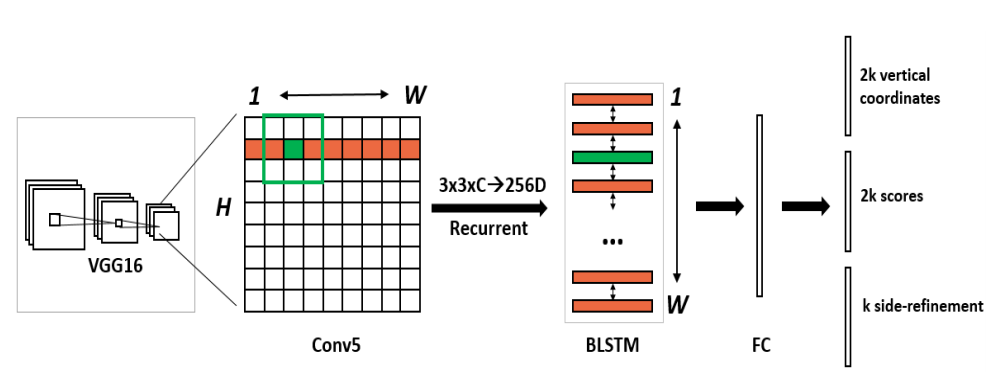 VGG16
1
W
H
Conv5
3x3xC→256D
Recurrent
1
...
W
BLSTM
FC
2k vertical
coordinates
2k scores
k side-refinement